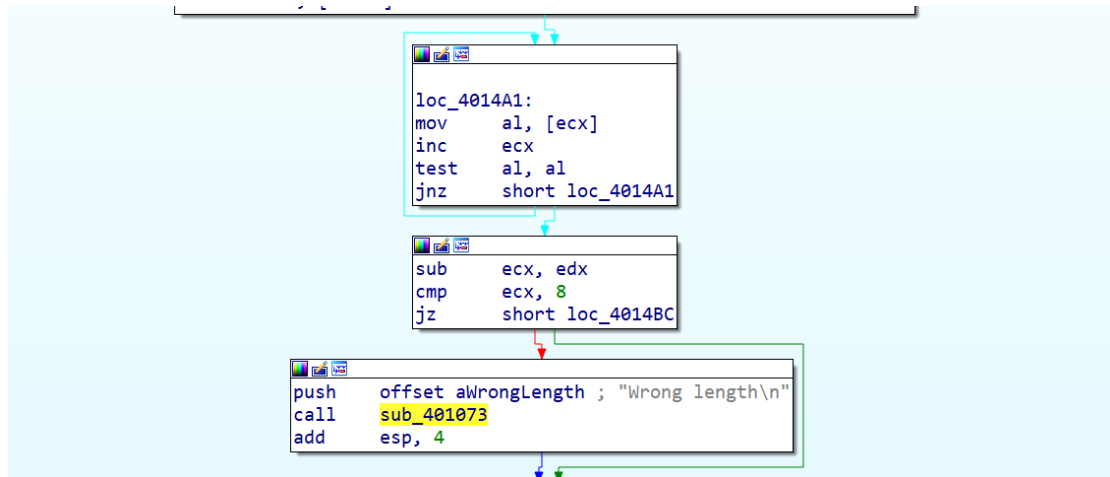 loc_4014A1:
mov     al, [ecx]
inc     ecx
test    al, al
jnz     short loc_4014A1
sub     ecx, edx
cmp     ecx, 8
jz      short loc_4014BC
push    offset aWrongLength ; "Wrong length\n"
call    sub_401073
add     esp, 4